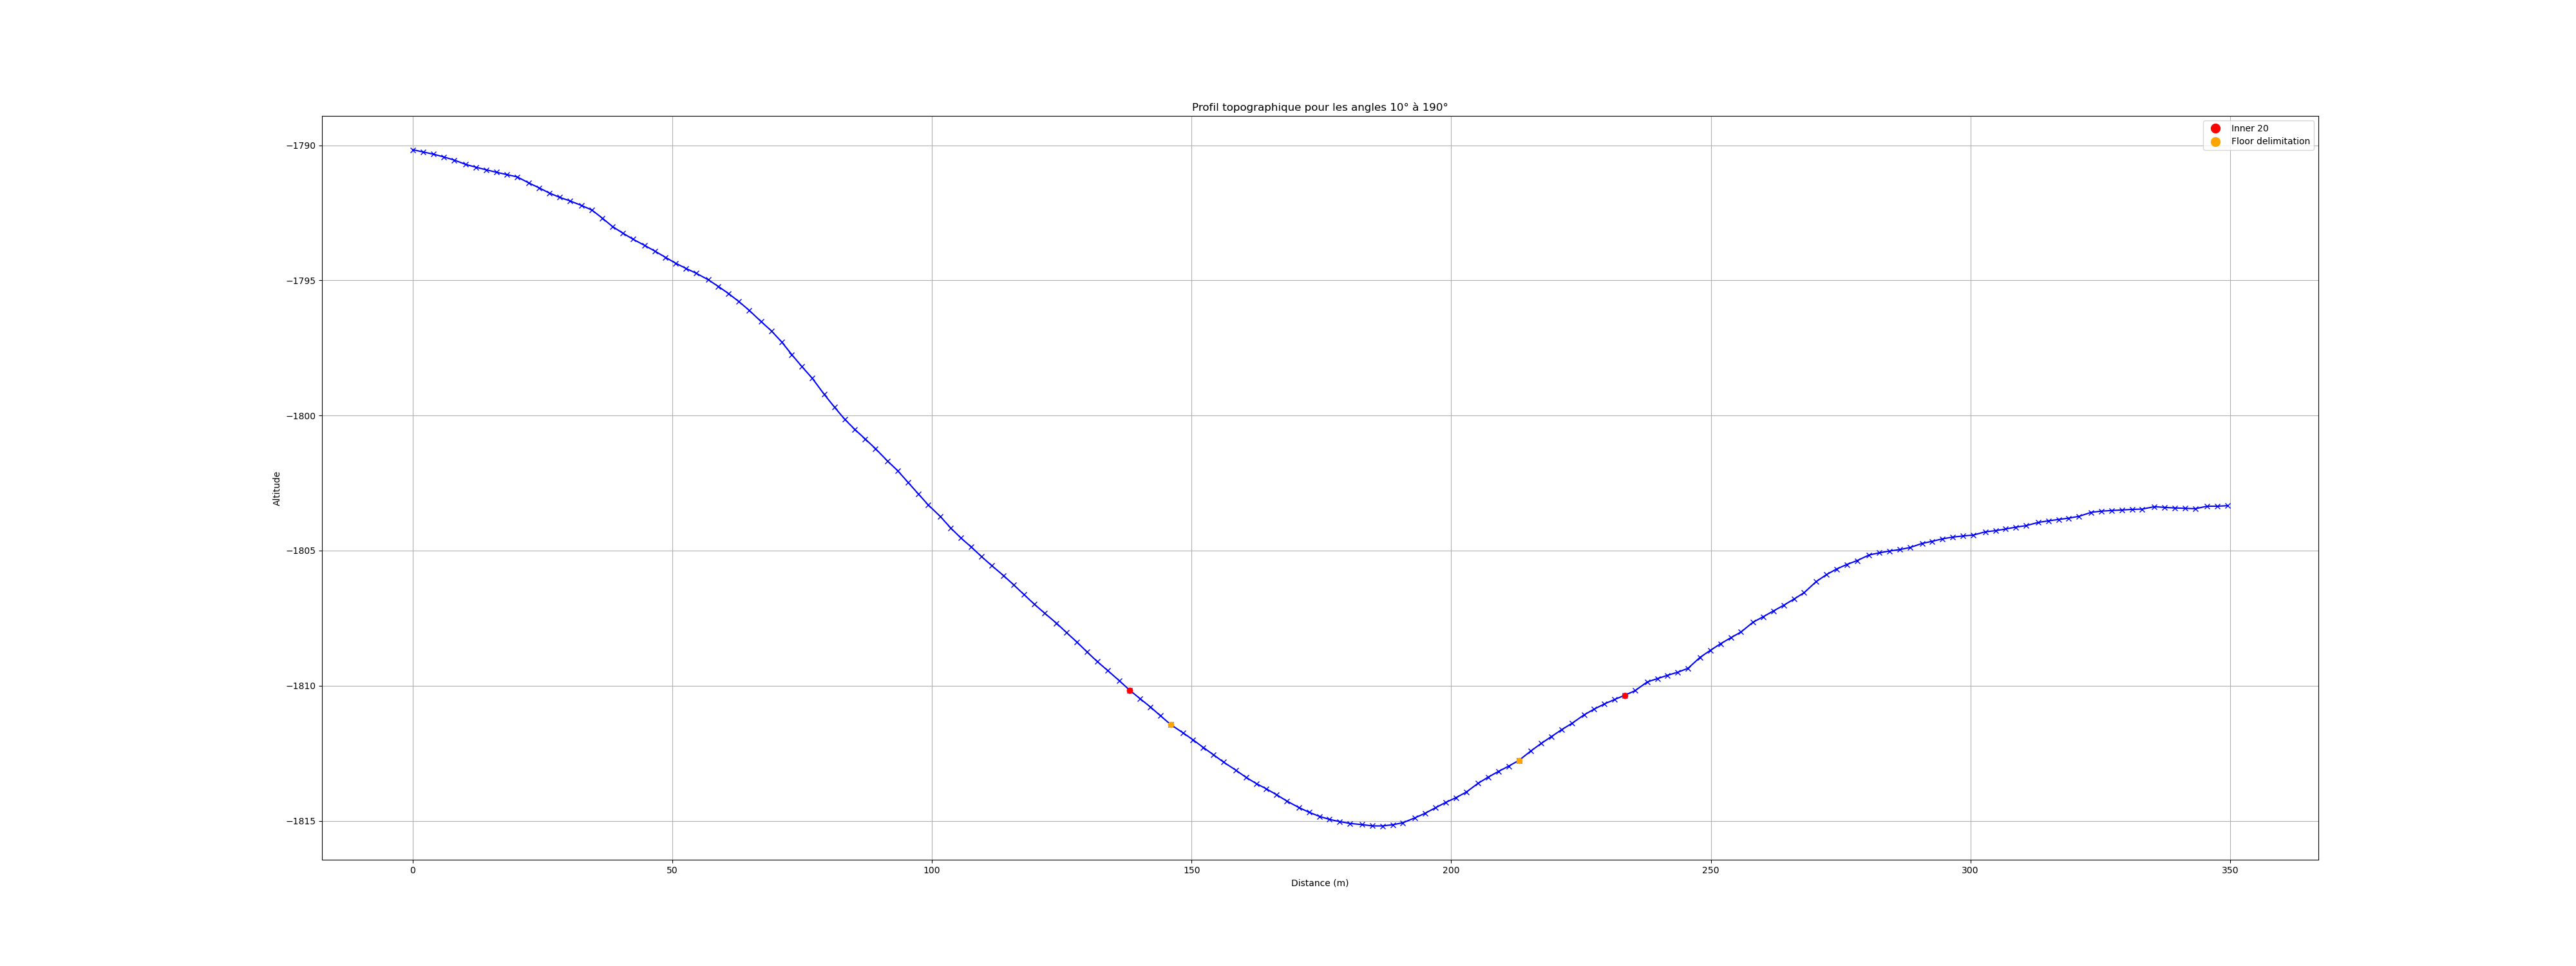 Profil topographique pour les angles 10° à 190°
Inner 20
Floor delimitation
−1790
−1795
−1800
−1805
−1810
−1815
Altitude
0 50 100 150 200 250 300 350
Distance (m)